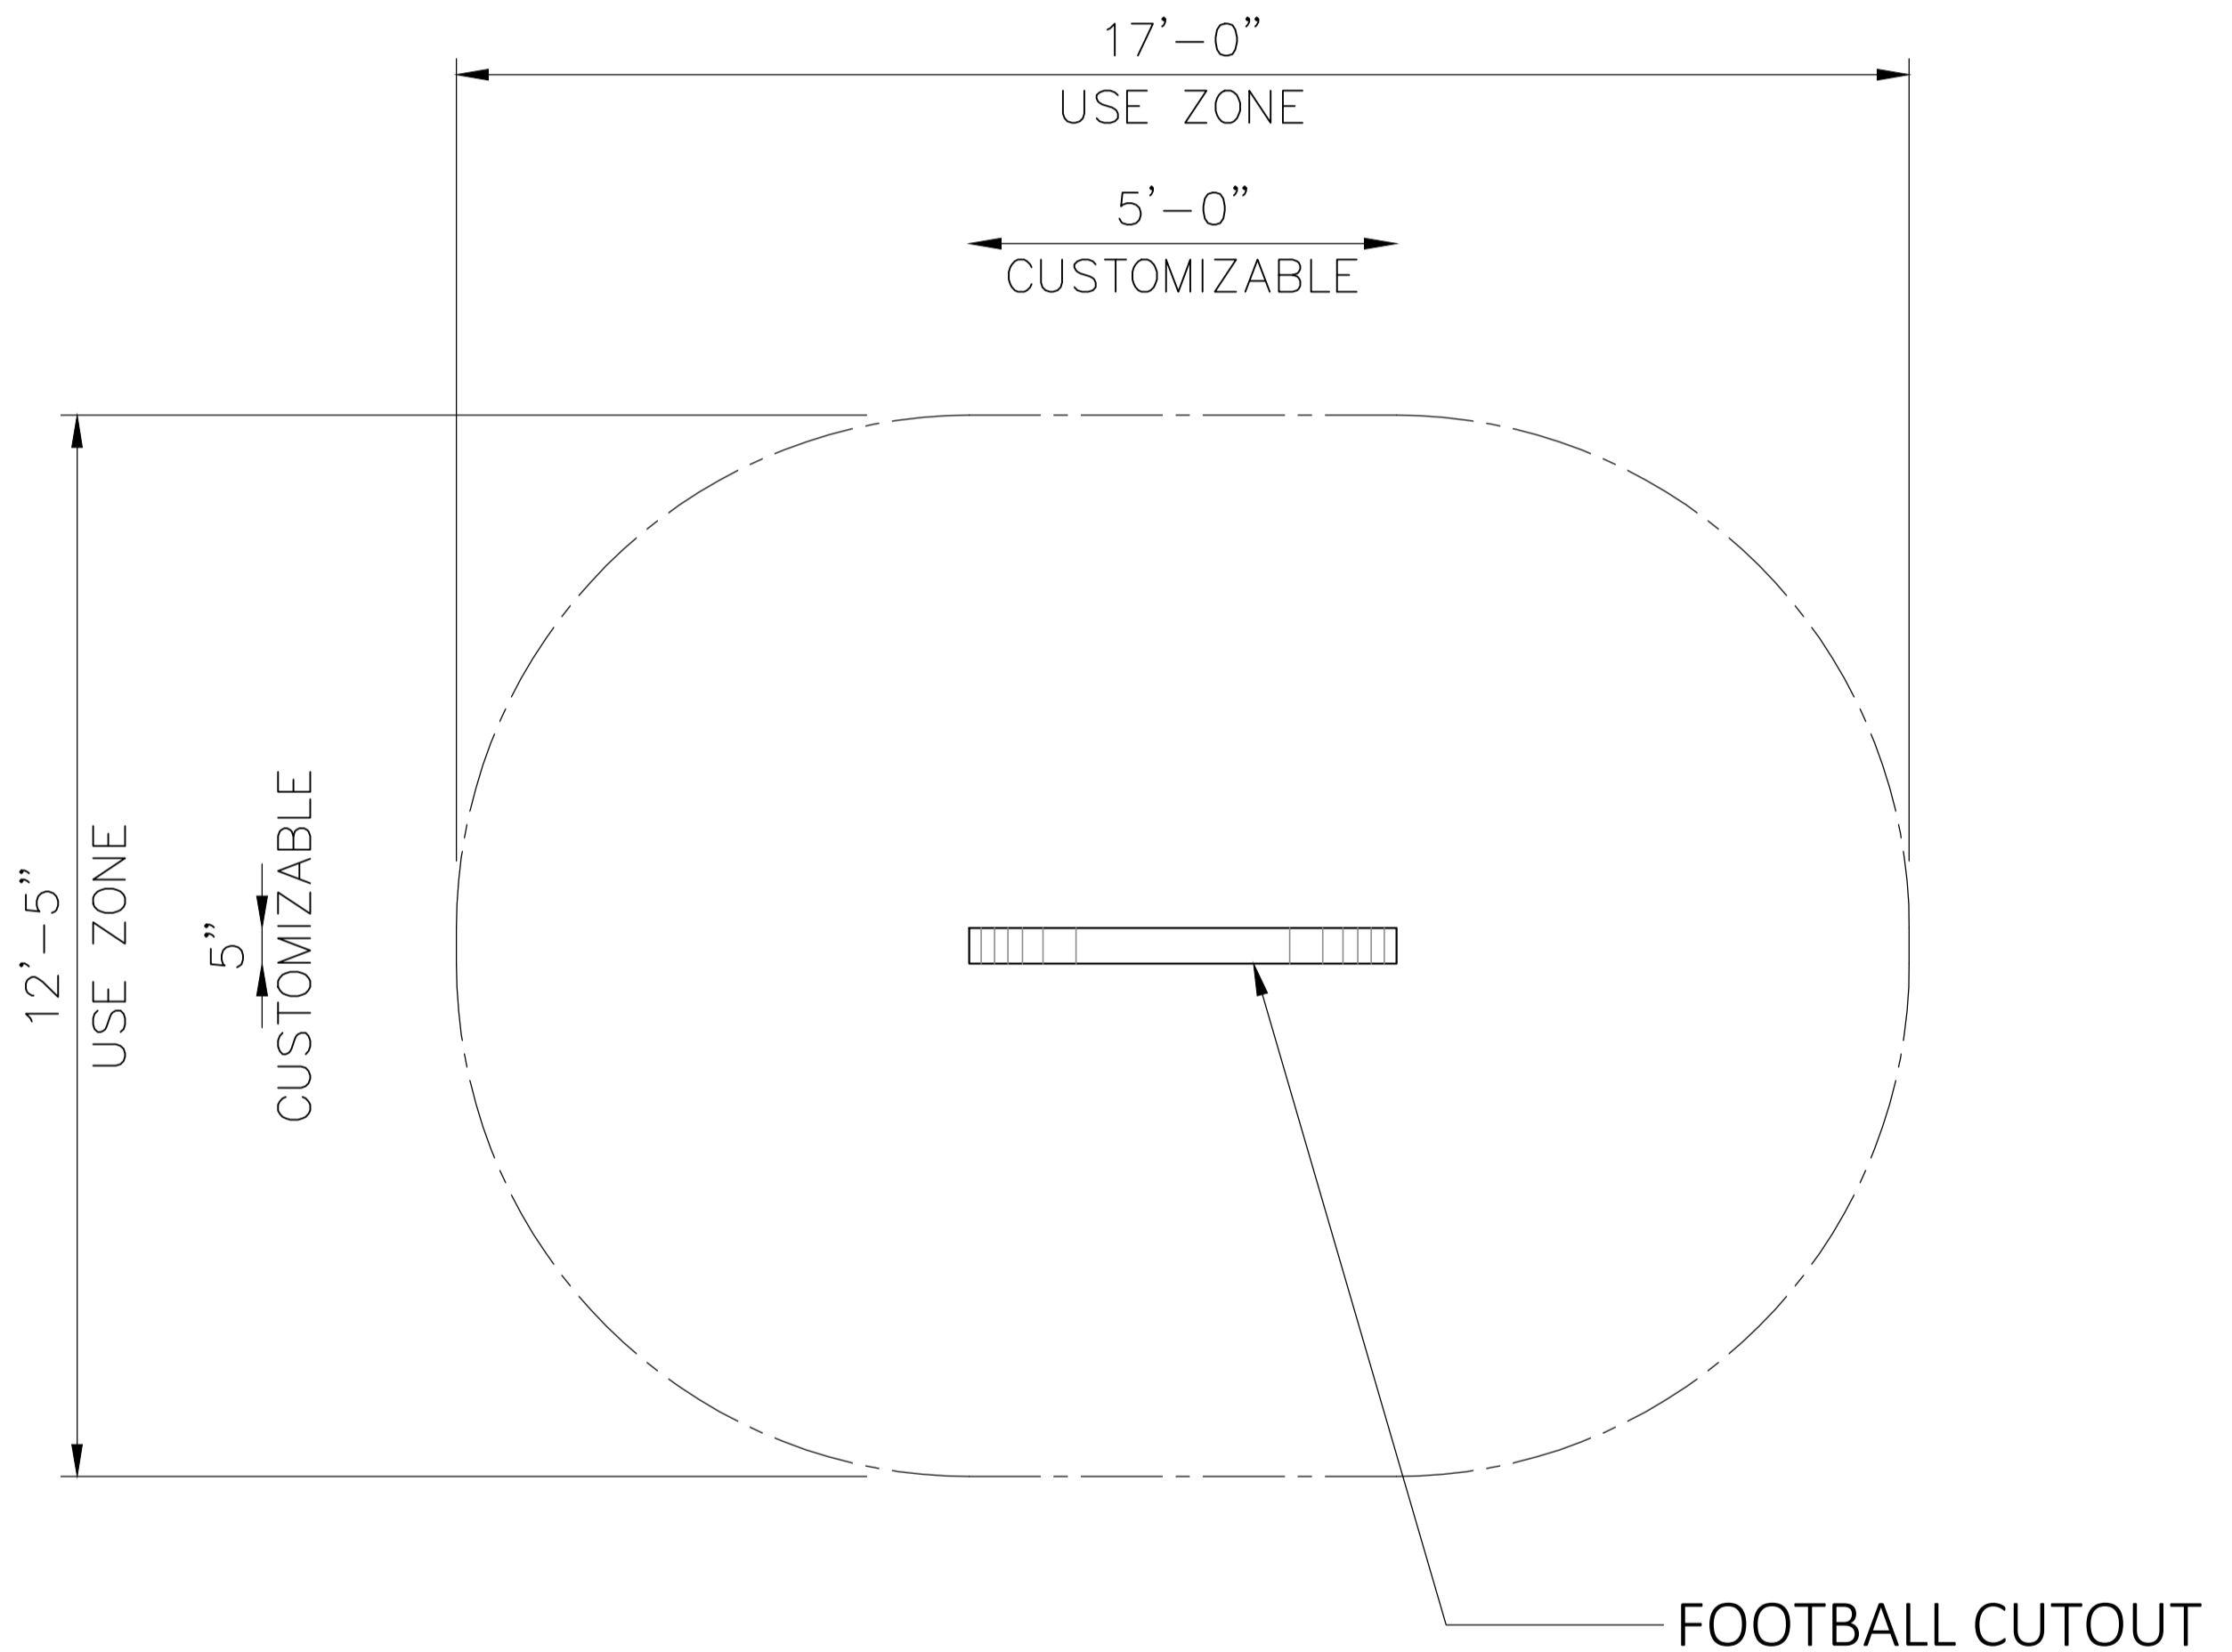 17'-0"
USE ZONE
5'-0"
CUSTOMIZABLE
12'-5"
USE ZONE
5"
CUSTOMIZABLE
FOOTBALL CUTOUT